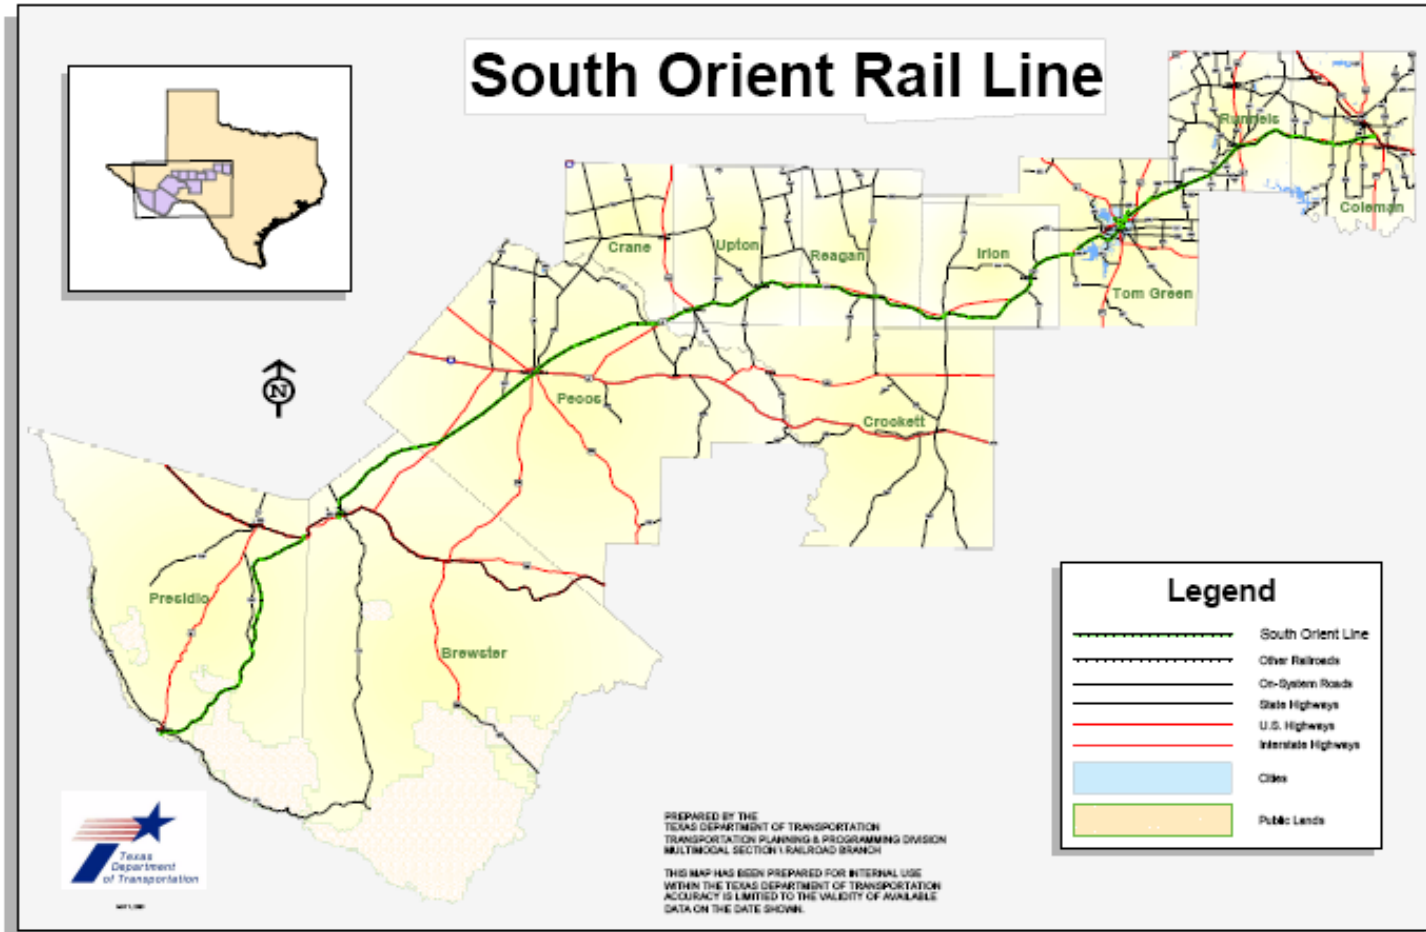 South Orient Rail Line
Runnels
Coleman
Crane
Upton
Reagan
Irion
Tom Green
N
Pecos
Crockett
Presidio
Brewster
Legend
South Orient Line
Other Railroads
On-System Roads
State Highways
U.S. Highways
Interstate Highways
Cities
Public Lands
Texas
Department
of Transportation
PREPARED BY THE
TEXAS DEPARTMENT OF TRANSPORTATION
TRANSPORTATION PLANNING & PROGRAMMING DIVISION
MULTIMODAL SECTION \ RAILROAD BRANCH
THIS MAP HAS BEEN PREPARED FOR INTERNAL USE
WITHIN THE TEXAS DEPARTMENT OF TRANSPORTATION
ACCURACY IS LIMITIED TO THE VALIDITY OF AVAILABLE
DATA ON THE DATE SHOWN.